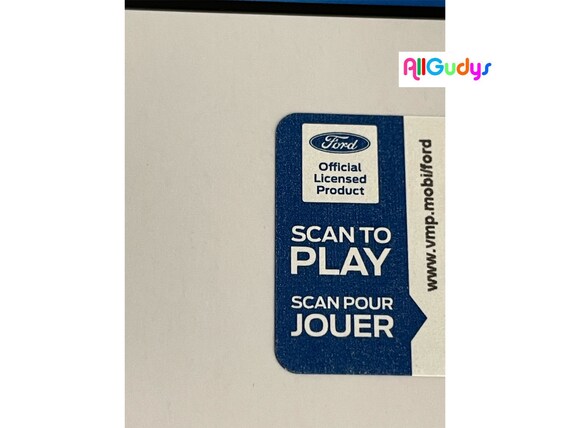 AllGudys
Ford
Official
Licensed
Product
SCAN TO
PLAY
SCAN POUR
JOUER
www.vmp.mobi/ford